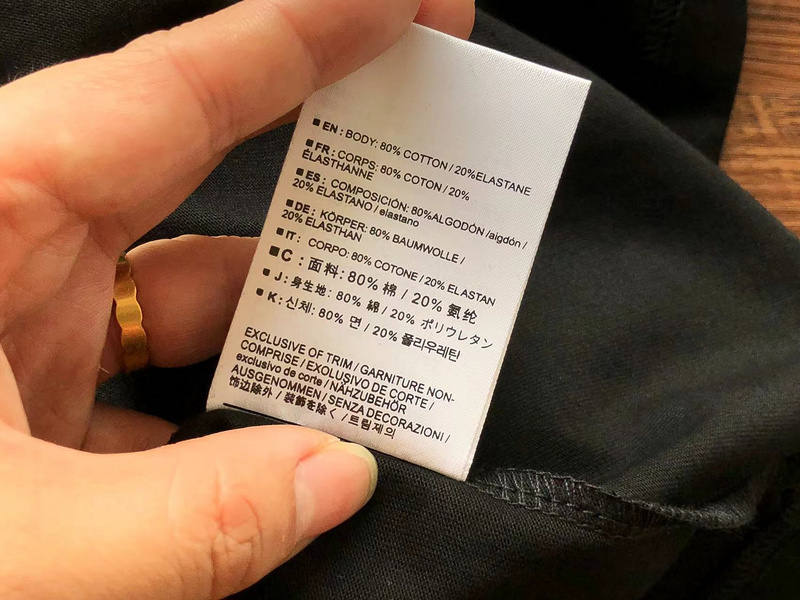 ■ EN : BODY: 80% COTTON / 20%ELASTANE
■ FR : CORPS: 80% COTON / 20%
ÉLASTHANNE
■ ES : COMPOSICIÓN: 80%ALGODÓN /aigdón /
20% ELASTANO / elastano
■ DE : KÖRPER: 80% BAUMWOLLE /
20% ELASTHAN
■ IT : CORPO: 80% COTONE / 20% ELASTAN
■ C : 面料: 80% 棉 / 20% 氨纶
■ J : 身生地: 80% 綿 / 20% ポリウレタン
■ K : 신체: 80% 면 / 20% 폴리우레탄
EXCLUSIVE OF TRIM / GARNITURE NON-
COMPRISE / EXOLUSIVO DE CORTE /
exclusivo de corte / NÄHZUBEHÖR
AUSGENOMMEN / SENZA DECORAZIONI /
饰边除外 / 装飾を除く / 트림제외